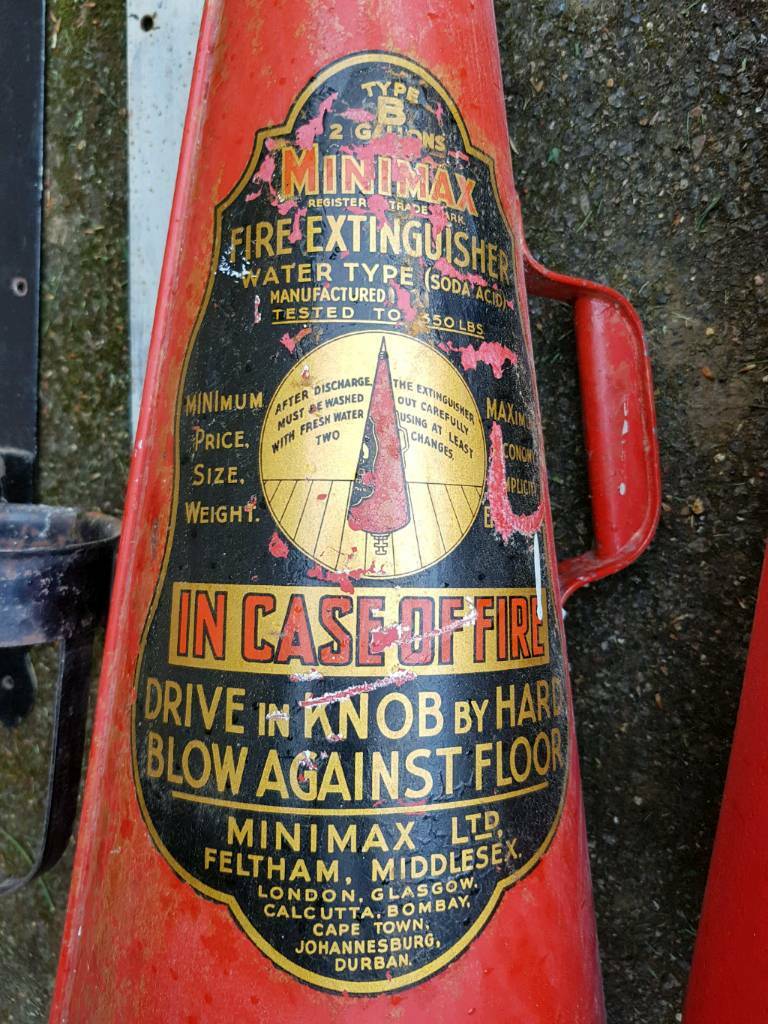 TYPE
B
2 GALLONS
MINIMAX
REGISTER TRADE MARK
FIRE EXTINGUISHER
WATER TYPE (SODA ACID)
MANUFACTURED
TESTED TO 350 LBS
MINIMUM
PRICE,
SIZE,
WEIGHT.
AFTER DISCHARGE, THE EXTINGUISHER
MUST BE WASHED OUT CAREFULLY
WITH FRESH WATER USING AT LEAST
TWO CHANGES.
IN CASE OF FIRE
DRIVE IN KNOB BY HARD
BLOW AGAINST FLOOR
MINIMAX LTD,
FELTHAM, MIDDLESEX.
LONDON, GLASGOW,
CALCUTTA, BOMBAY,
CAPE TOWN,
JOHANNESBURG,
DURBAN.